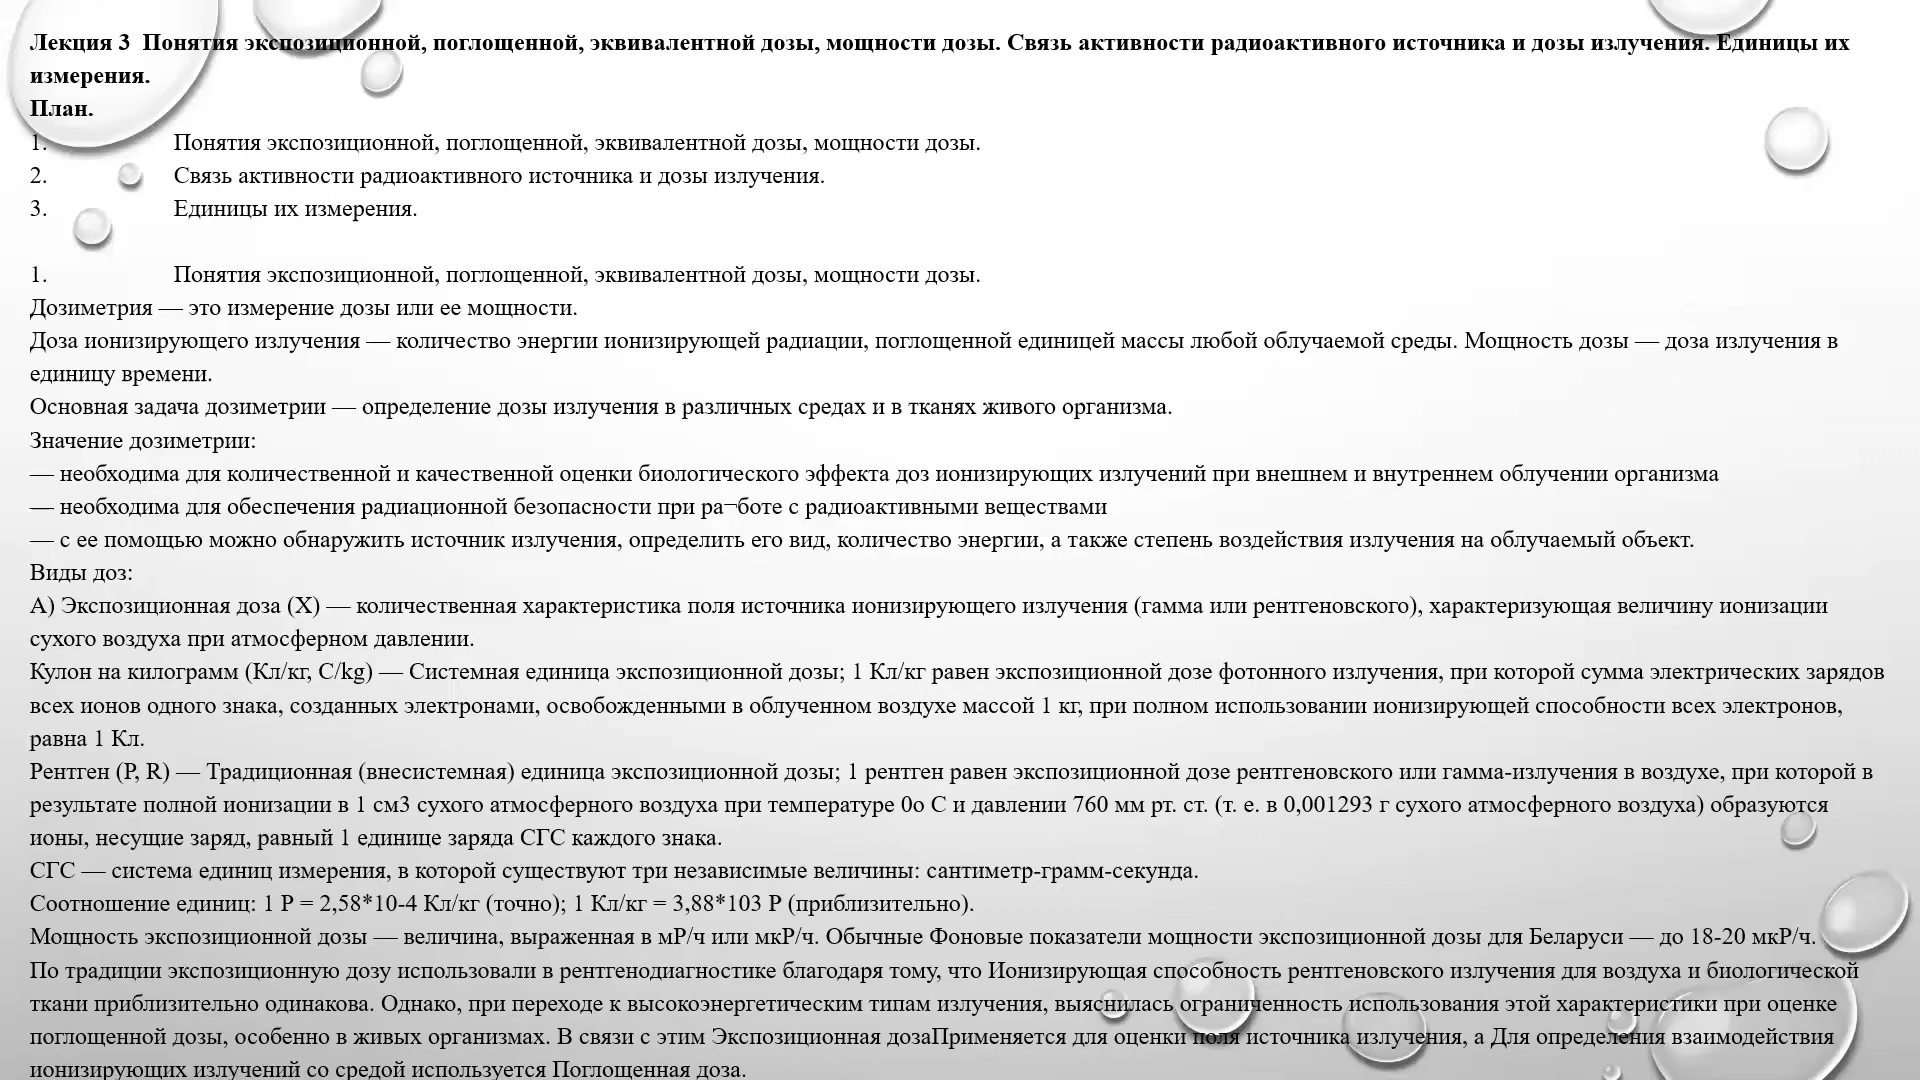 Лекция 3  Понятия экспозиционной, поглощенной, эквивалентной дозы, мощности дозы. Связь активности радиоактивного источника и дозы излучения. Единицы их
измерения.
План.
1. Понятия экспозиционной, поглощенной, эквивалентной дозы, мощности дозы.
2. Связь активности радиоактивного источника и дозы излучения.
3. Единицы их измерения.
1. Понятия экспозиционной, поглощенной, эквивалентной дозы, мощности дозы.
Дозиметрия — это измерение дозы или ее мощности.
Доза ионизирующего излучения — количество энергии ионизирующей радиации, поглощенной единицей массы любой облучаемой среды. Мощность дозы — доза излучения в
единицу времени.
Основная задача дозиметрии — определение дозы излучения в различных средах и в тканях живого организма.
Значение дозиметрии:
— необходима для количественной и качественной оценки биологического эффекта доз ионизирующих излучений при внешнем и внутреннем облучении организма
— необходима для обеспечения радиационной безопасности при ра¬боте с радиоактивными веществами
— с ее помощью можно обнаружить источник излучения, определить его вид, количество энергии, а также степень воздействия излучения на облучаемый объект.
Виды доз:
А) Экспозиционная доза (Х) — количественная характеристика поля источника ионизирующего излучения (гамма или рентгеновского), характеризующая величину ионизации
сухого воздуха при атмосферном давлении.
Кулон на килограмм (Кл/кг, C/kg) — Системная единица экспозиционной дозы; 1 Кл/кг равен экспозиционной дозе фотонного излучения, при которой сумма электрических зарядов
всех ионов одного знака, созданных электронами, освобожденными в облученном воздухе массой 1 кг, при полном использовании ионизирующей способности всех электронов,
равна 1 Кл.
Рентген (Р, R) — Традиционная (внесистемная) единица экспозиционной дозы; 1 рентген равен экспозиционной дозе рентгеновского или гамма-излучения в воздухе, при которой в
результате полной ионизации в 1 см3 сухого атмосферного воздуха при температуре 0о С и давлении 760 мм рт. ст. (т. е. в 0,001293 г сухого атмосферного воздуха) образуются
ионы, несущие заряд, равный 1 единице заряда СГС каждого знака.
СГС — система единиц измерения, в которой существуют три независимые величины: сантиметр-грамм-секунда.
Соотношение единиц: 1 Р = 2,58*10-4 Кл/кг (точно); 1 Кл/кг = 3,88*103 Р (приблизительно).
Мощность экспозиционной дозы — величина, выраженная в мР/ч или мкР/ч. Обычные Фоновые показатели мощности экспозиционной дозы для Беларуси — до 18-20 мкР/ч.
По традиции экспозиционную дозу использовали в рентгенодиагностике благодаря тому, что Ионизирующая способность рентгеновского излучения для воздуха и биологической
ткани приблизительно одинакова. Однако, при переходе к высокоэнергетическим типам излучения, выяснилась ограниченность использования этой характеристики при оценке
поглощенной дозы, особенно в живых организмах. В связи с этим Экспозиционная дозаПрименяется для оценки поля источника излучения, а Для определения взаимодействия
ионизирующих излучений со средой используется Поглощенная доза.